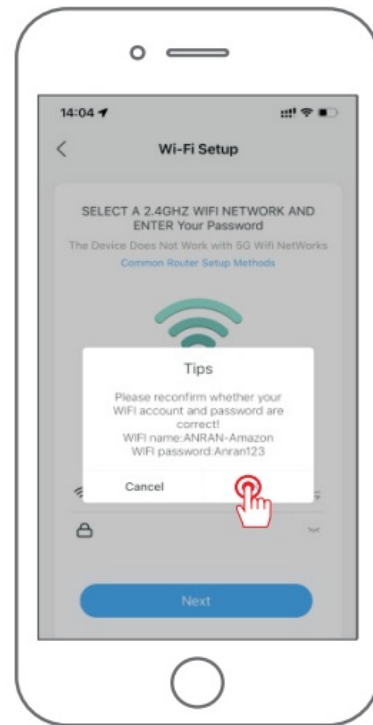 14:04
Wi-Fi Setup
SELECT A 2.4GHZ WIFI NETWORK AND
ENTER Your Password
The Device Does Not Work with 5G Wifi NetWorks
Common Router Setup Methods
Tips
Please reconfirm whether your
WIFI account and password are
correct!
WIFI name:ANRAN-Amazon
WIFI password:Anran123
Cancel
Next